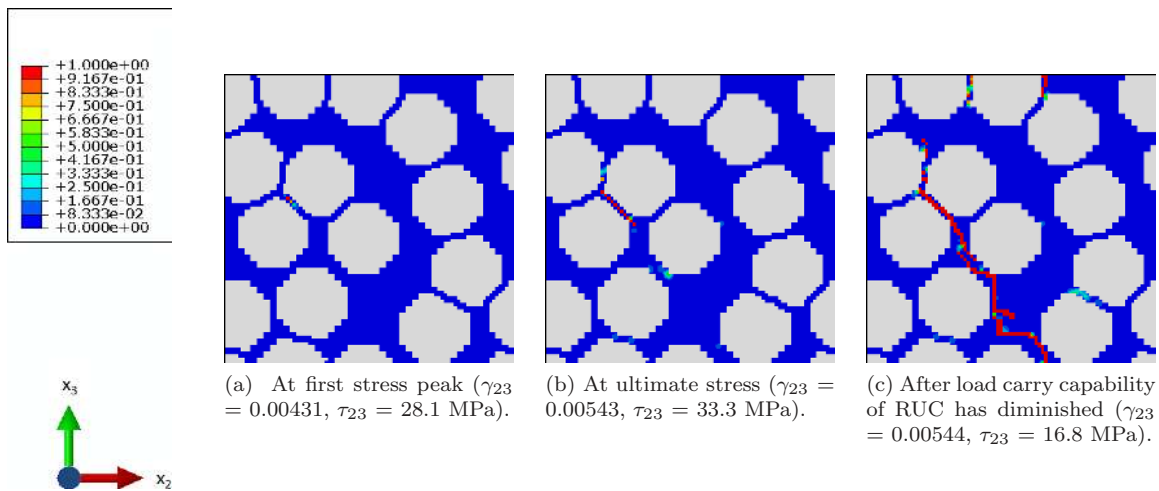 +1.000e+00
+9.167e-01
+8.333e-01
+7.500e-01
+6.667e-01
+5.833e-01
+5.000e-01
+4.167e-01
+3.333e-01
+2.500e-01
+1.667e-01
+8.333e-02
+0.000e+00
x₃
x₂
(a) At first stress peak (γ₂₃
= 0.00431, τ₂₃ = 28.1 MPa).
(b) At ultimate stress (γ₂₃ =
0.00543, τ₂₃ = 33.3 MPa).
(c) After load carry capability
of RUC has diminished (γ₂₃
= 0.00544, τ₂₃ = 16.8 MPa).